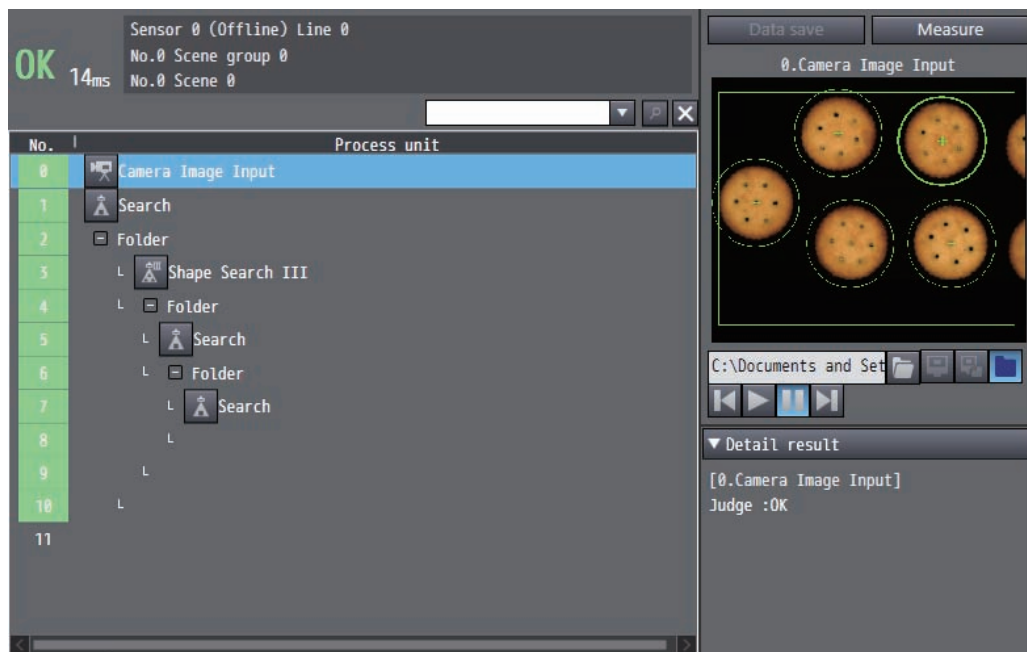 OK
14ms
Sensor 0 (Offline) Line 0
No.0 Scene group 0
No.0 Scene 0
No. Process unit
0 Camera Image Input
1 Search
2 Folder
3 Shape Search III
4 Folder
5 Search
6 Folder
7 Search
8
9
10
11
Data save Measure
0.Camera Image Input
C:\Documents and Set
Detail result
[0.Camera Image Input]
Judge :OK